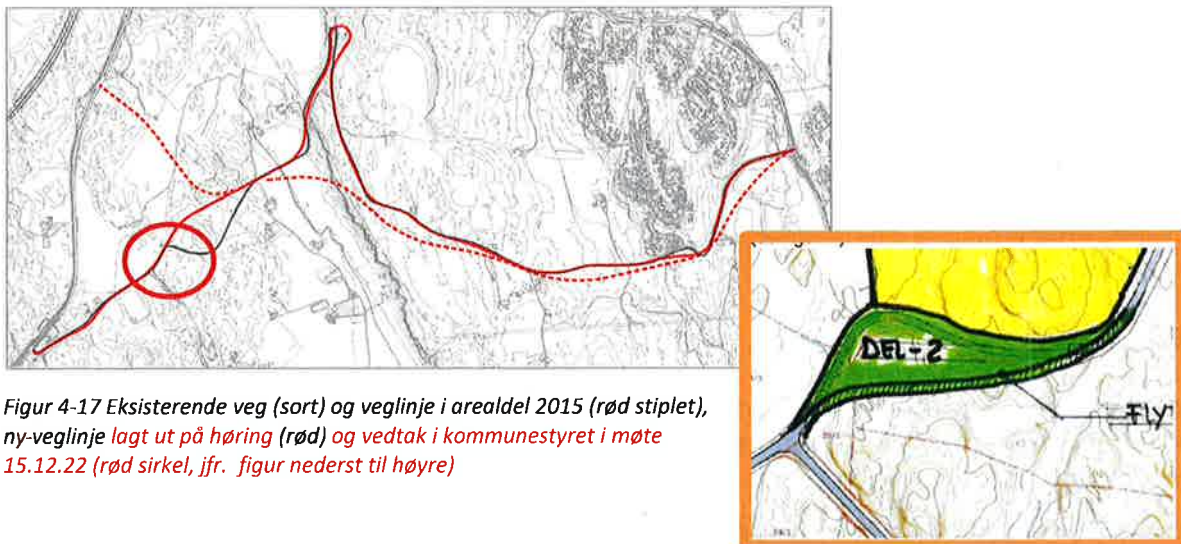 DEL-2
FLY
Figur 4-17 Eksisterende veg (sort) og veglinje i arealdel 2015 (rød stiplet),
ny-veglinje lagt ut på høring (rød) og vedtak i kommunestyret i møte
15.12.22 (rød sirkel, jfr. figur nederst til høyre)